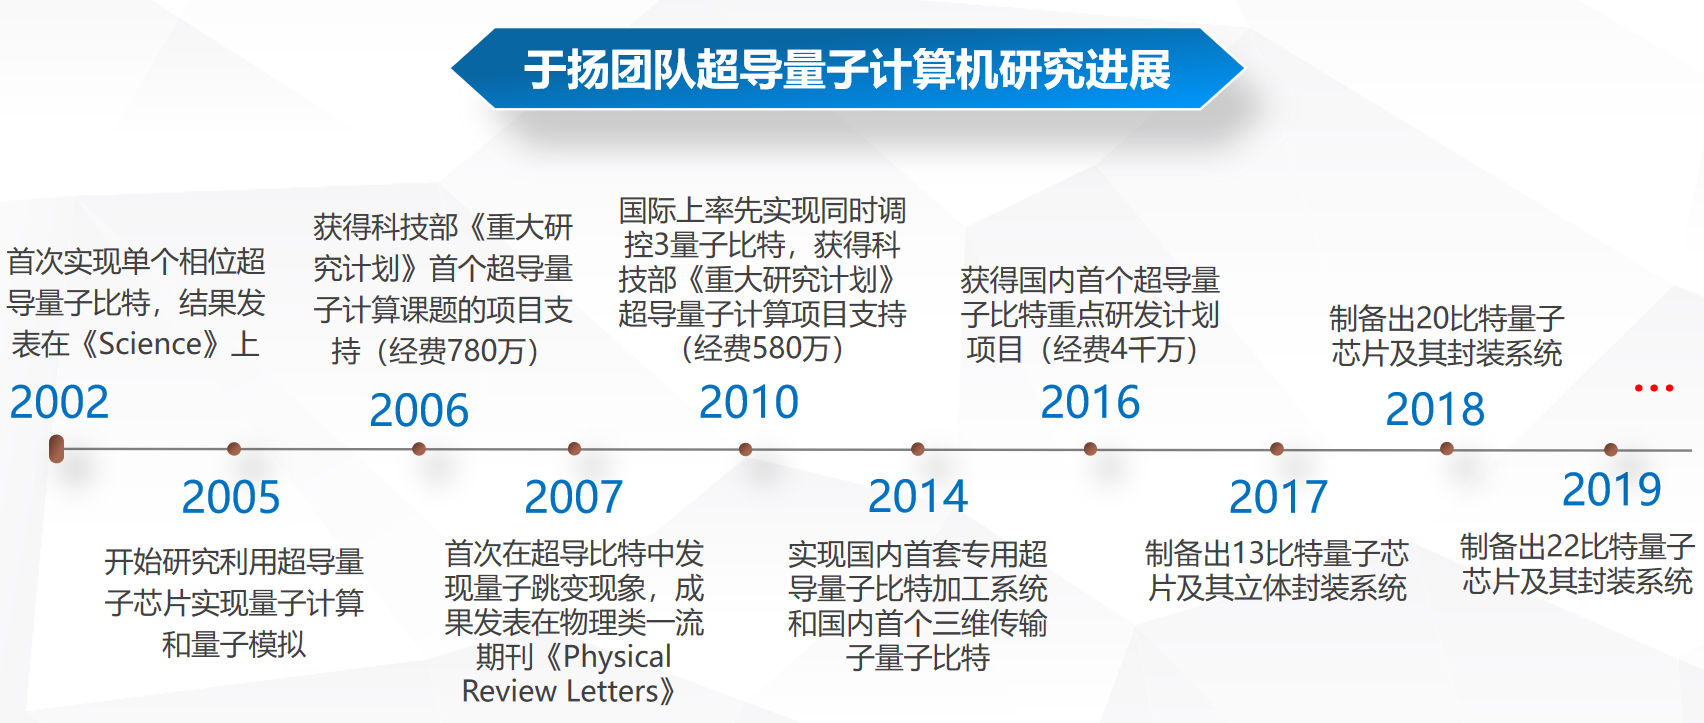 于扬团队超导量子计算机研究进展
首次实现单个相位超
导量子比特，结果发
表在《Science》上
2002
开始研究利用超导量
子芯片实现量子计算
和量子模拟
2005
获得科技部《重大研
究计划》首个超导量
子计算课题的项目支
持（经费780万）
2006
首次在超导比特中发
现量子跳变现象，成
果发表在物理类一流
期刊《Physical
Review Letters》
2007
国际上率先实现同时调
控3量子比特，获得科
技部《重大研究计划》
超导量子计算项目支持
（经费580万）
2010
实现国内首套专用超
导量子比特加工系统
和国内首个三维传输
子量子比特
2014
获得国内首个超导量
子比特重点研发计划
项目（经费4千万）
2016
制备出13比特量子芯
片及其立体封装系统
2017
制备出20比特量子
芯片及其封装系统
2018
制备出22比特量子
芯片及其封装系统
2019
…